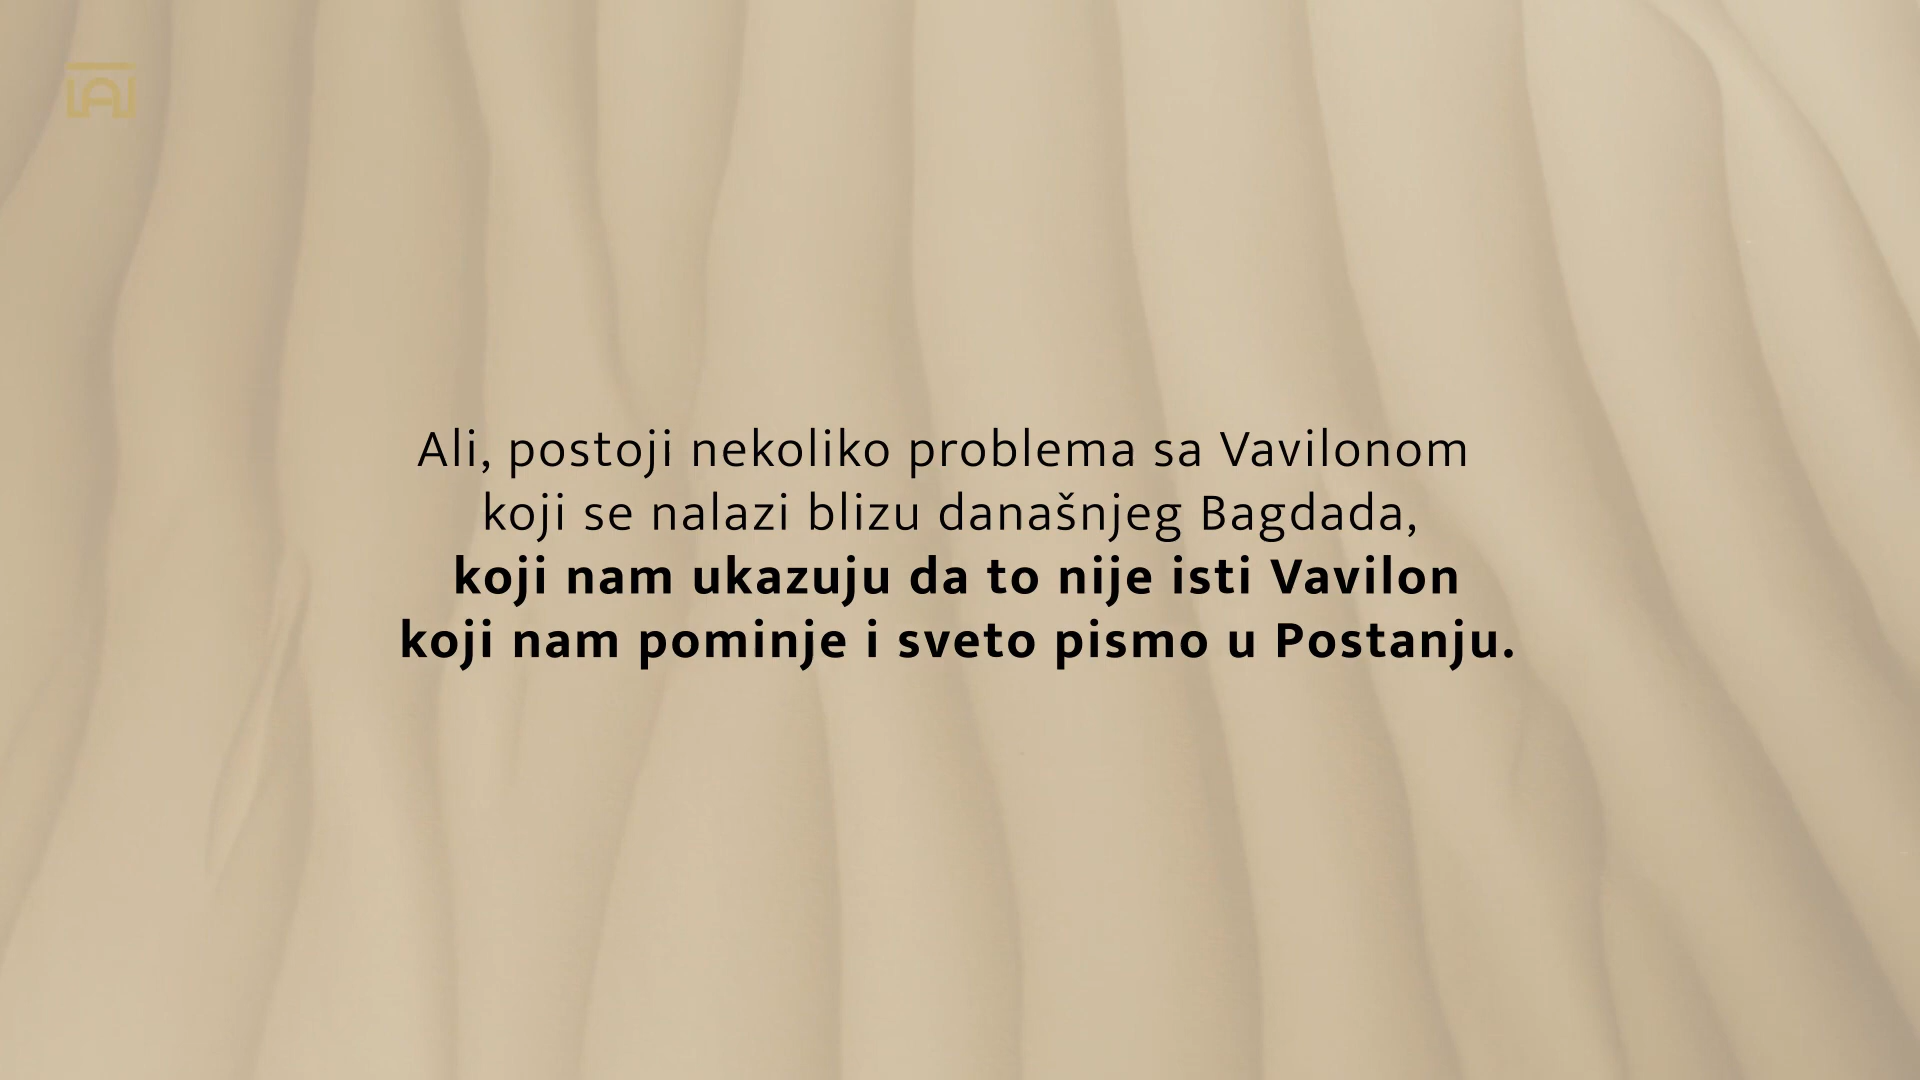 Ali, postoji nekoliko problema sa Vavilonom
koji se nalazi blizu današnjeg Bagdada,
koji nam ukazuju da to nije isti Vavilon
koji nam pominje i sveto pismo u Postanju.